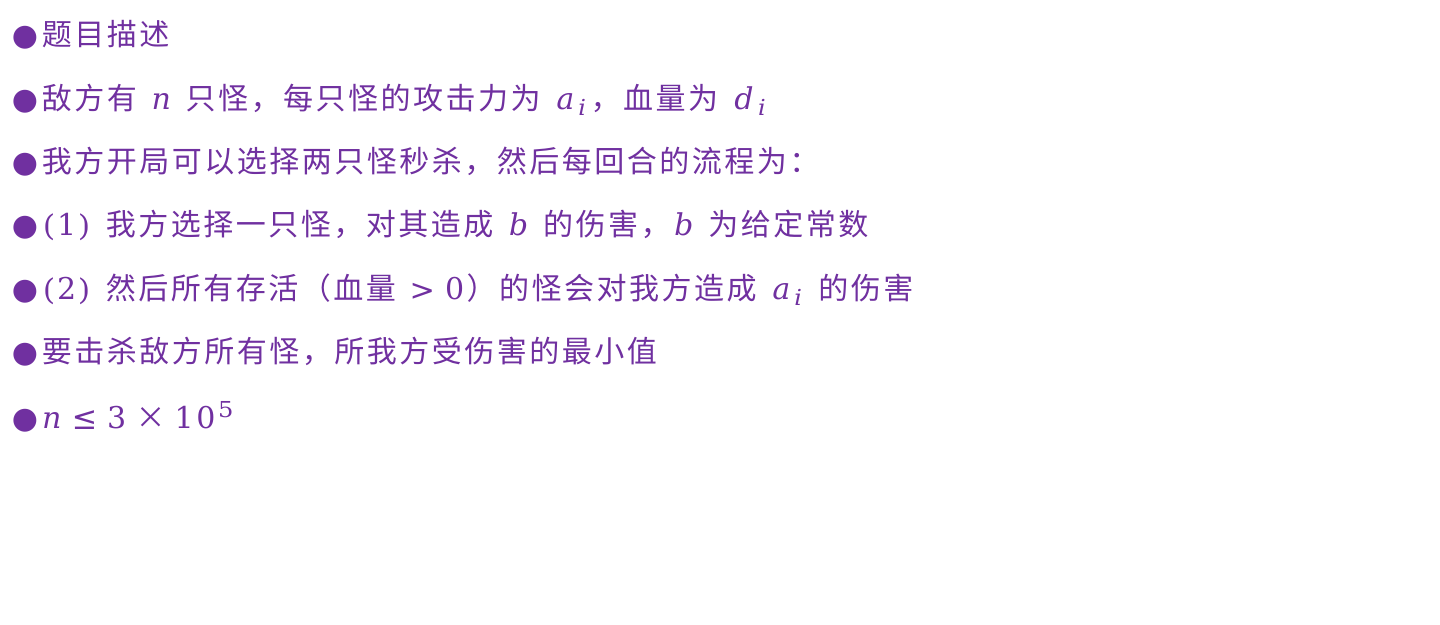 ●题目描述
●敌方有 n 只怪，每只怪的攻击力为 aᵢ，血量为 dᵢ
●我方开局可以选择两只怪秒杀，然后每回合的流程为：
●(1) 我方选择一只怪，对其造成 b 的伤害，b 为给定常数
●(2) 然后所有存活（血量 > 0）的怪会对我方造成 aᵢ 的伤害
●要击杀敌方所有怪，所我方受伤害的最小值
●n ≤ 3 × 10⁵